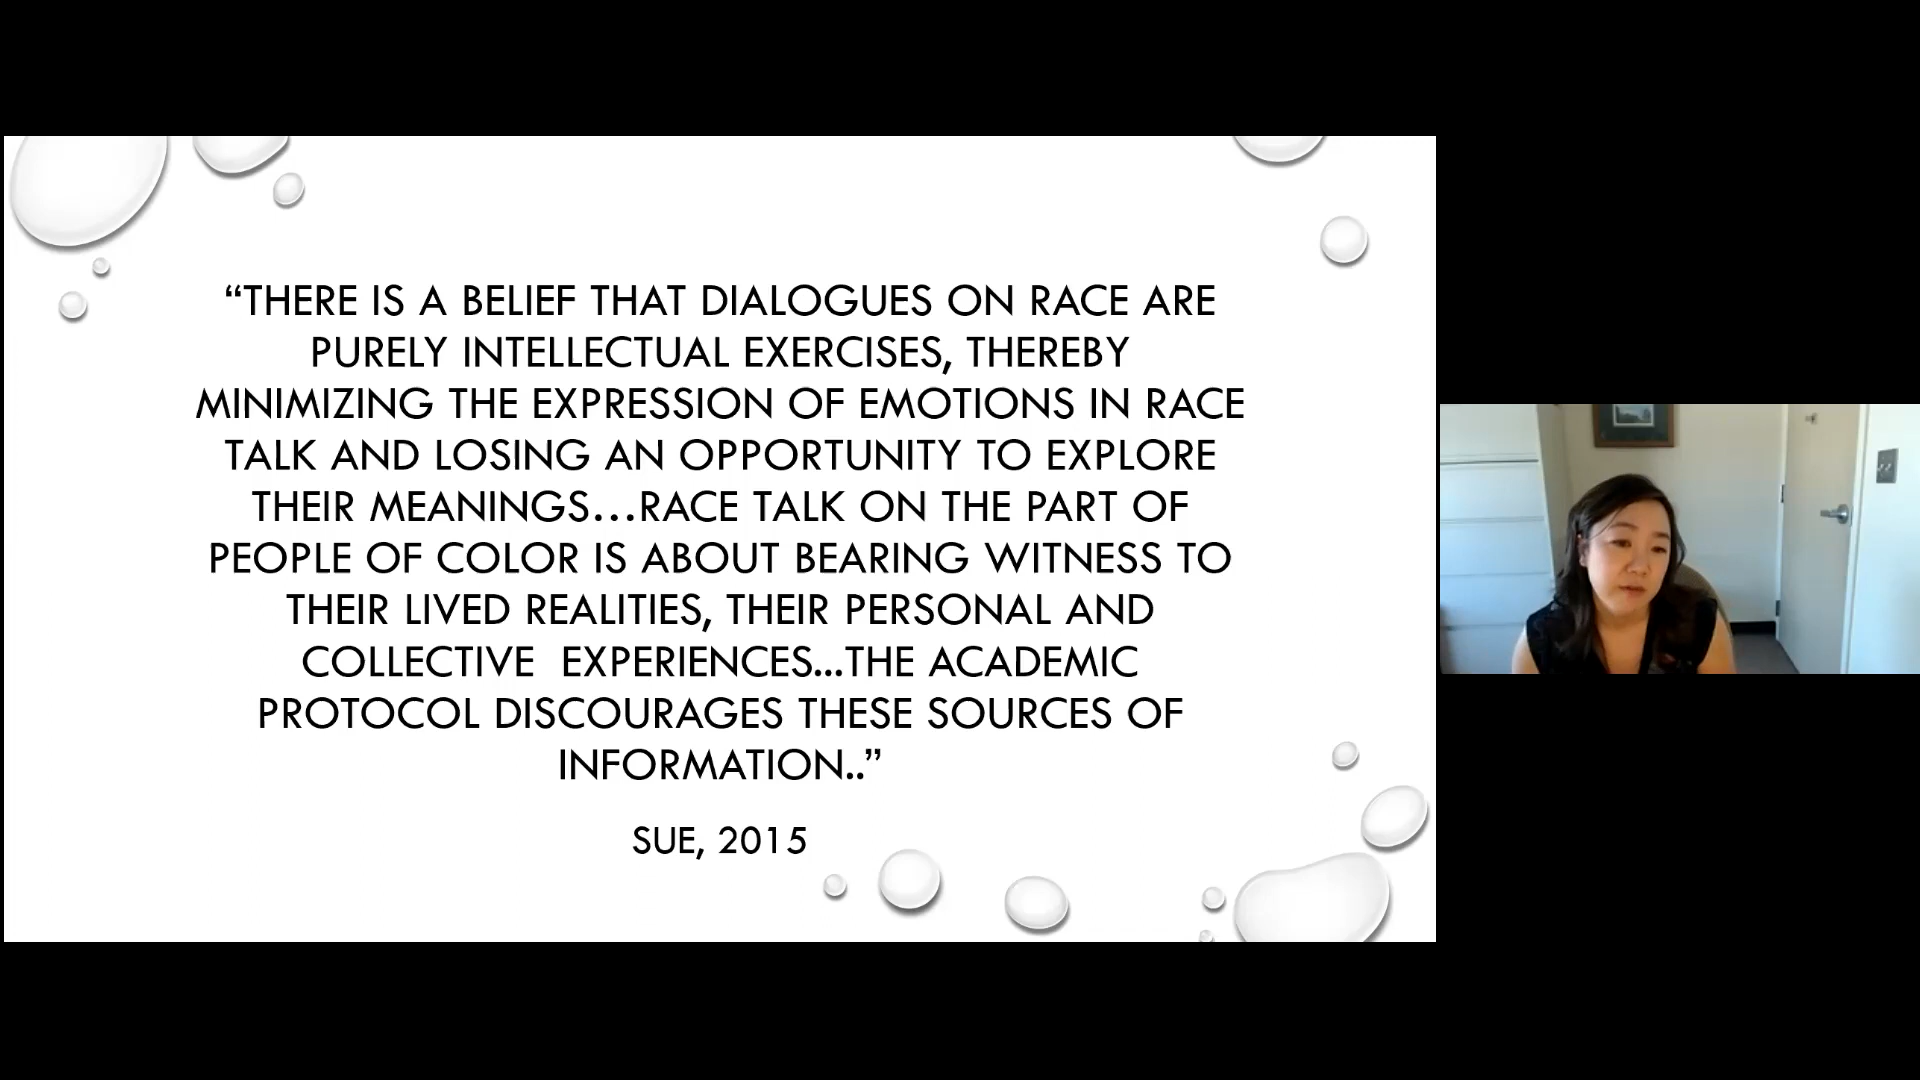 “THERE IS A BELIEF THAT DIALOGUES ON RACE ARE
PURELY INTELLECTUAL EXERCISES, THEREBY
MINIMIZING THE EXPRESSION OF EMOTIONS IN RACE
TALK AND LOSING AN OPPORTUNITY TO EXPLORE
THEIR MEANINGS…RACE TALK ON THE PART OF
PEOPLE OF COLOR IS ABOUT BEARING WITNESS TO
THEIR LIVED REALITIES, THEIR PERSONAL AND
COLLECTIVE  EXPERIENCES...THE ACADEMIC
PROTOCOL DISCOURAGES THESE SOURCES OF
INFORMATION..”
SUE, 2015